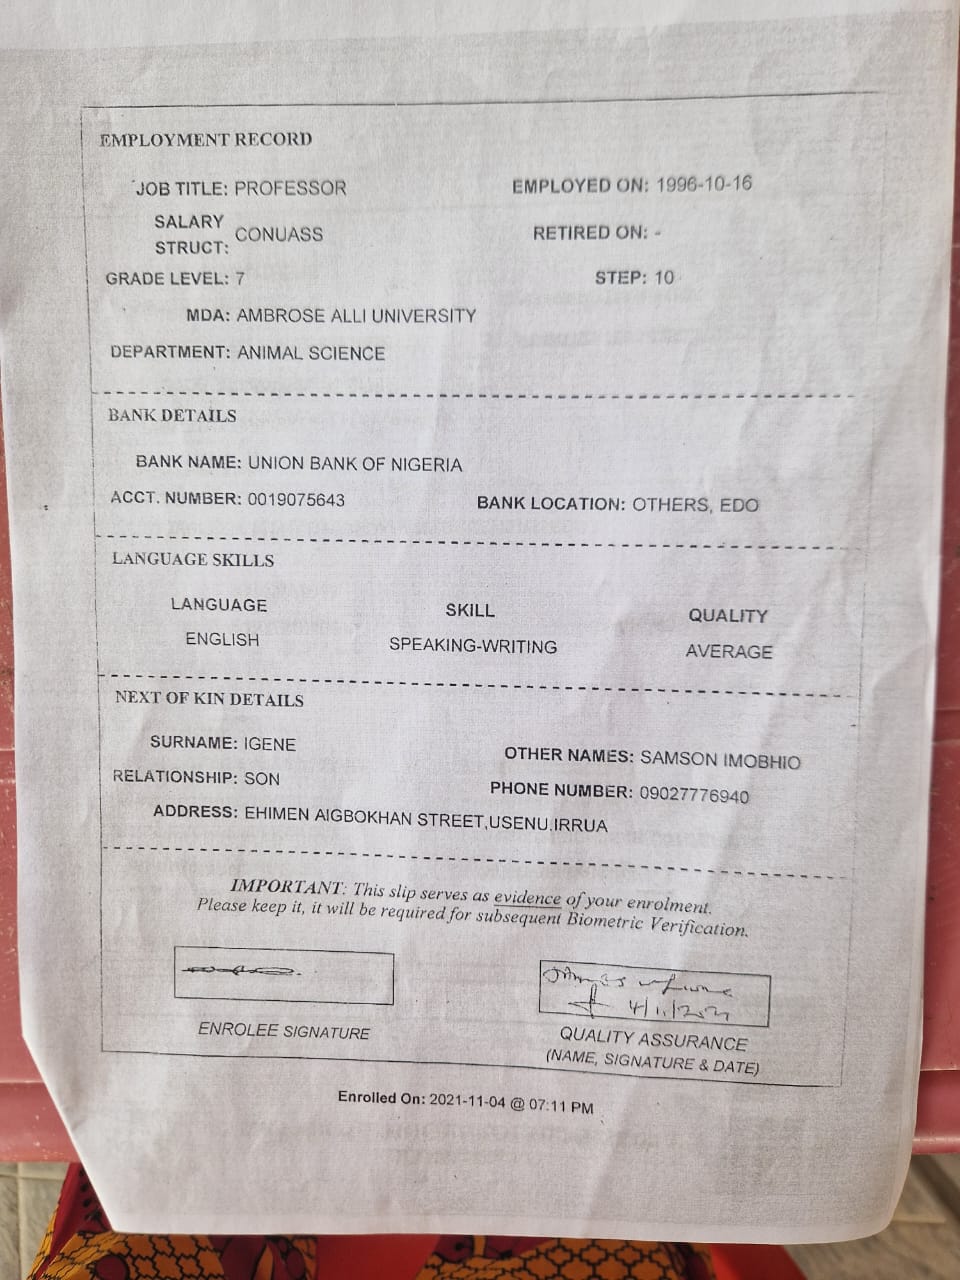 EMPLOYMENT RECORD
JOB TITLE: PROFESSOR EMPLOYED ON: 1996-10-16
SALARY STRUCT: CONUASS RETIRED ON: -
GRADE LEVEL: 7 STEP: 10
MDA: AMBROSE ALLI UNIVERSITY
DEPARTMENT: ANIMAL SCIENCE
BANK DETAILS
BANK NAME: UNION BANK OF NIGERIA
ACCT. NUMBER: 0019075643 BANK LOCATION: OTHERS, EDO
LANGUAGE SKILLS
LANGUAGE SKILL QUALITY
ENGLISH SPEAKING-WRITING AVERAGE
NEXT OF KIN DETAILS
SURNAME: IGENE OTHER NAMES: SAMSON IMOBHIO
RELATIONSHIP: SON PHONE NUMBER: 09027776940
ADDRESS: EHIMEN AIGBOKHAN STREET,USENU,IRRUA
IMPORTANT: This slip serves as evidence of your enrolment.
Please keep it, it will be required for subsequent Biometric Verification.
4/11/2021
ENROLEE SIGNATURE QUALITY ASSURANCE
(NAME, SIGNATURE & DATE)
Enrolled On: 2021-11-04 @ 07:11 PM